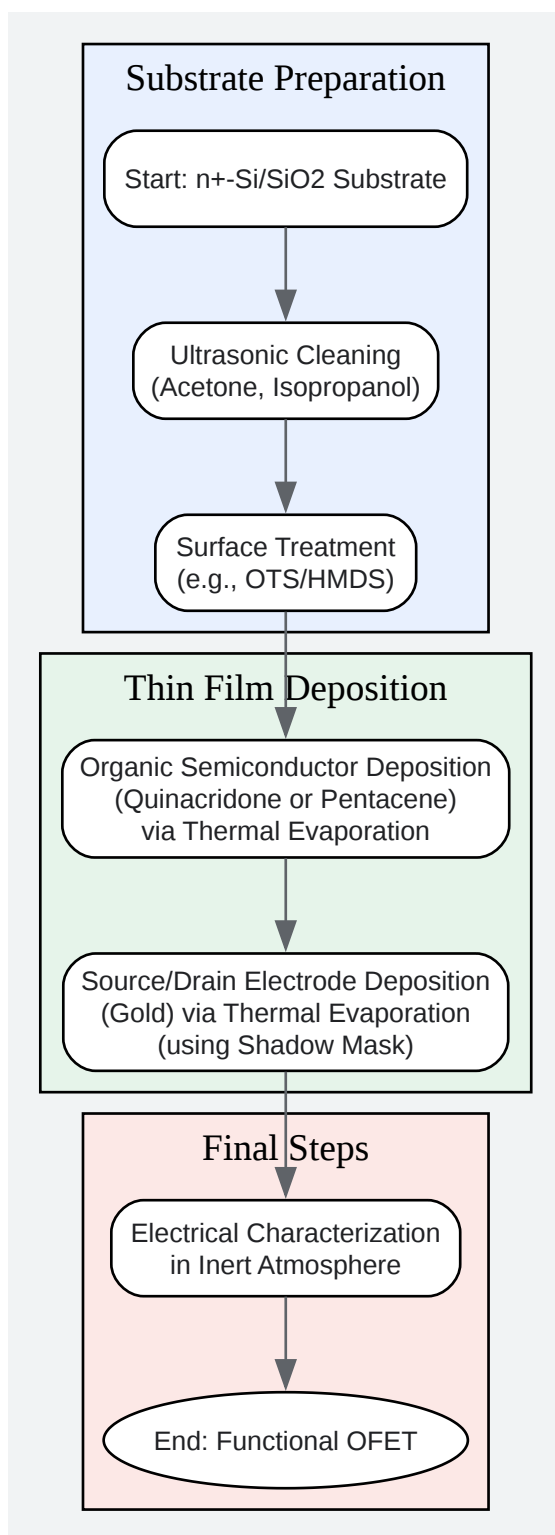 Substrate Preparation
Start: n+-Si/SiO2 Substrate
Ultrasonic Cleaning
(Acetone, Isopropanol)
Surface Treatment
(e.g., OTS/HMDS)
Thin Film Deposition
Organic Semiconductor Deposition
(Quinacridone or Pentacene)
via Thermal Evaporation
Source/Drain Electrode Deposition
(Gold) via Thermal Evaporation
(using Shadow Mask)
Final Steps
Electrical Characterization
in Inert Atmosphere
End: Functional OFET